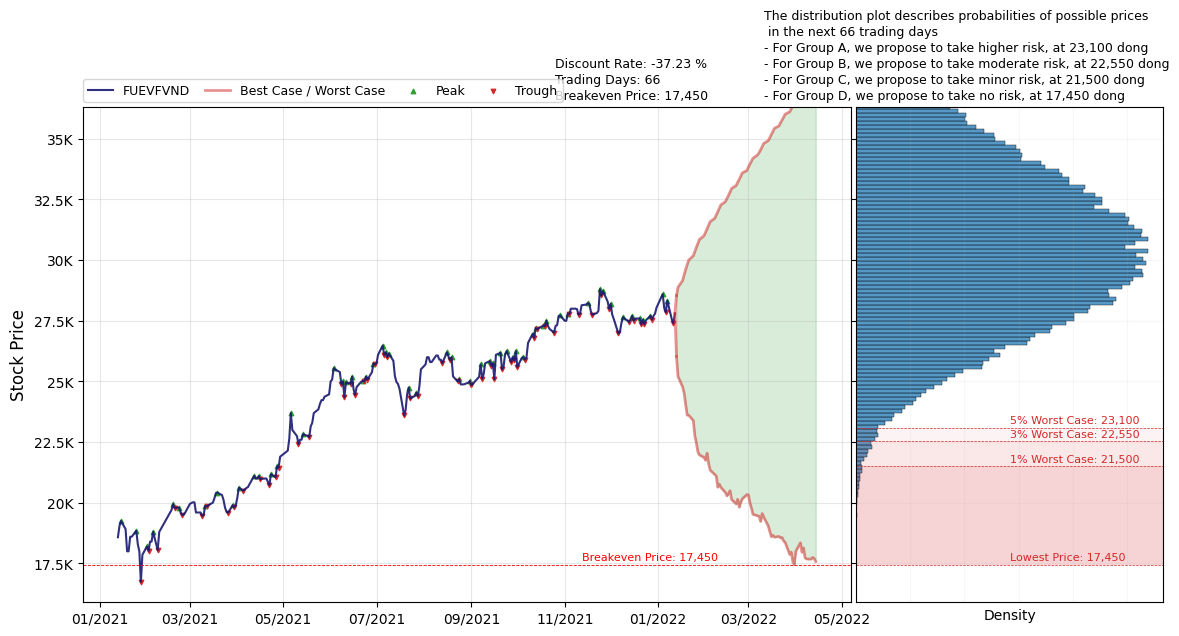 The distribution plot describes probabilities of possible prices
in the next 66 trading days
- For Group A, we propose to take higher risk, at 23,100 dong
- For Group B, we propose to take moderate risk, at 22,550 dong
- For Group C, we propose to take minor risk, at 21,500 dong
- For Group D, we propose to take no risk, at 17,450 dong
Discount Rate: -37.23 %
Trading Days: 66
Breakeven Price: 17,450
FUEVFVND
Best Case / Worst Case
Peak
Trough
Stock Price
35K
32.5K
30K
27.5K
25K
22.5K
20K
17.5K
Breakeven Price: 17,450
5% Worst Case: 23,100
3% Worst Case: 22,550
1% Worst Case: 21,500
Lowest Price: 17,450
01/2021
03/2021
05/2021
07/2021
09/2021
11/2021
01/2022
03/2022
05/2022
Density